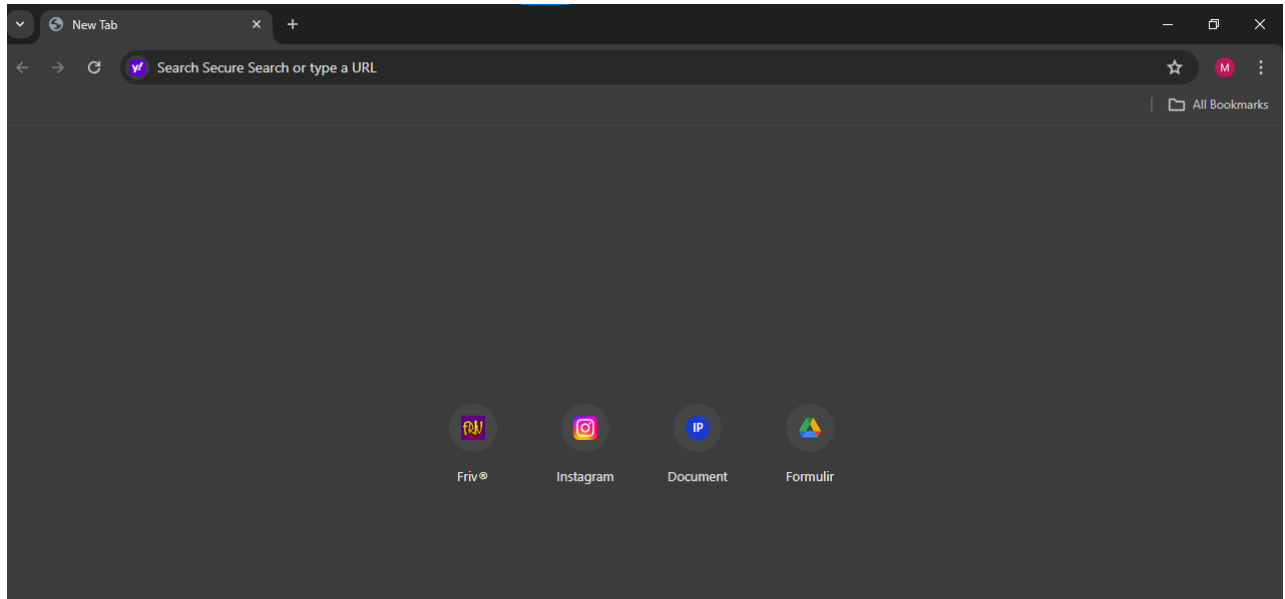 New Tab
y! Search Secure Search or type a URL
M
All Bookmarks
FRIV
IP
Friv®
Instagram
Document
Formulir